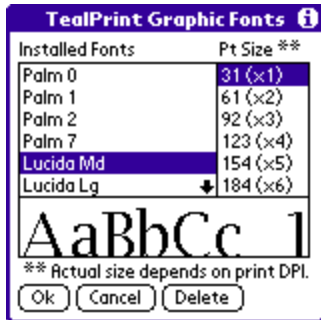 TealPrint Graphic Fonts i
Installed Fonts Pt Size **
Palm 0 31 (x1)
Palm 1 61 (x2)
Palm 2 92 (x3)
Palm 7 123 (x4)
Lucida Md 154 (x5)
Lucida Lg 184 (x6)
AaBbCc 1
** Actual size depends on print DPI.
Ok Cancel Delete